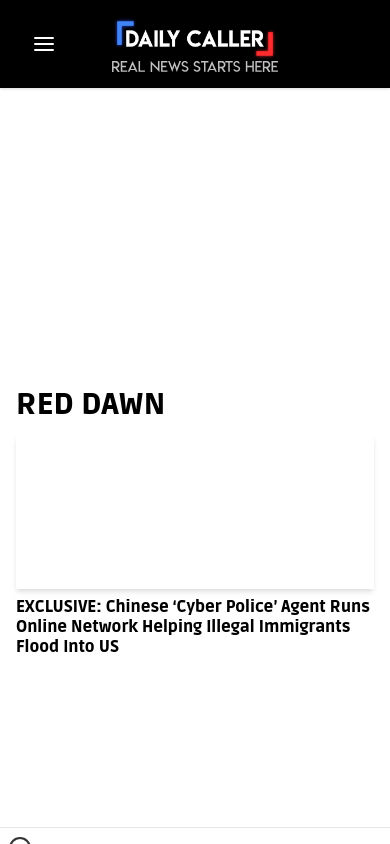 DAILY CALLER
REAL NEWS STARTS HERE
RED DAWN
EXCLUSIVE: Chinese ‘Cyber Police’ Agent Runs
Online Network Helping Illegal Immigrants
Flood Into US